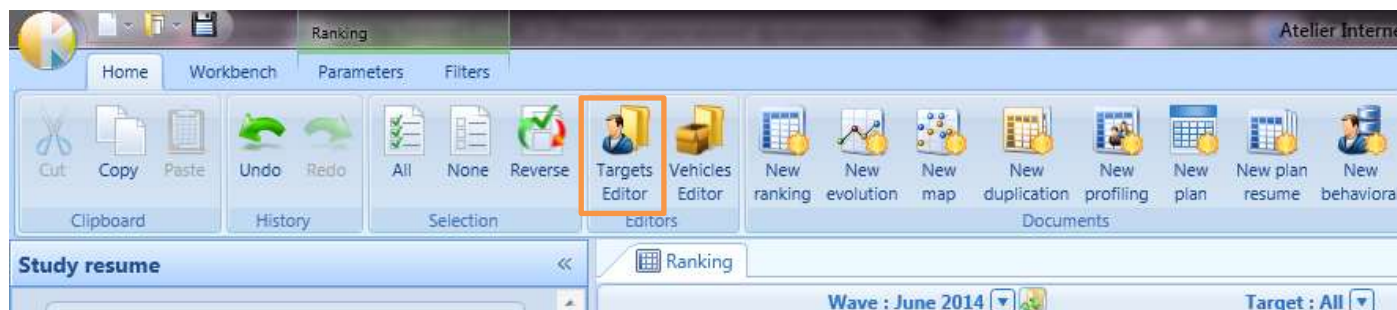 Ranking
Atelier Interne
Home Workbench Parameters Filters
Cut Copy Paste Undo Redo All None Reverse Targets Editor Vehicles Editor New ranking New evolution New map New duplication New profiling New plan New plan resume New behaviora
Clipboard History Selection Editors Documents
Study resume « Ranking
Wave : June 2014 Target : All